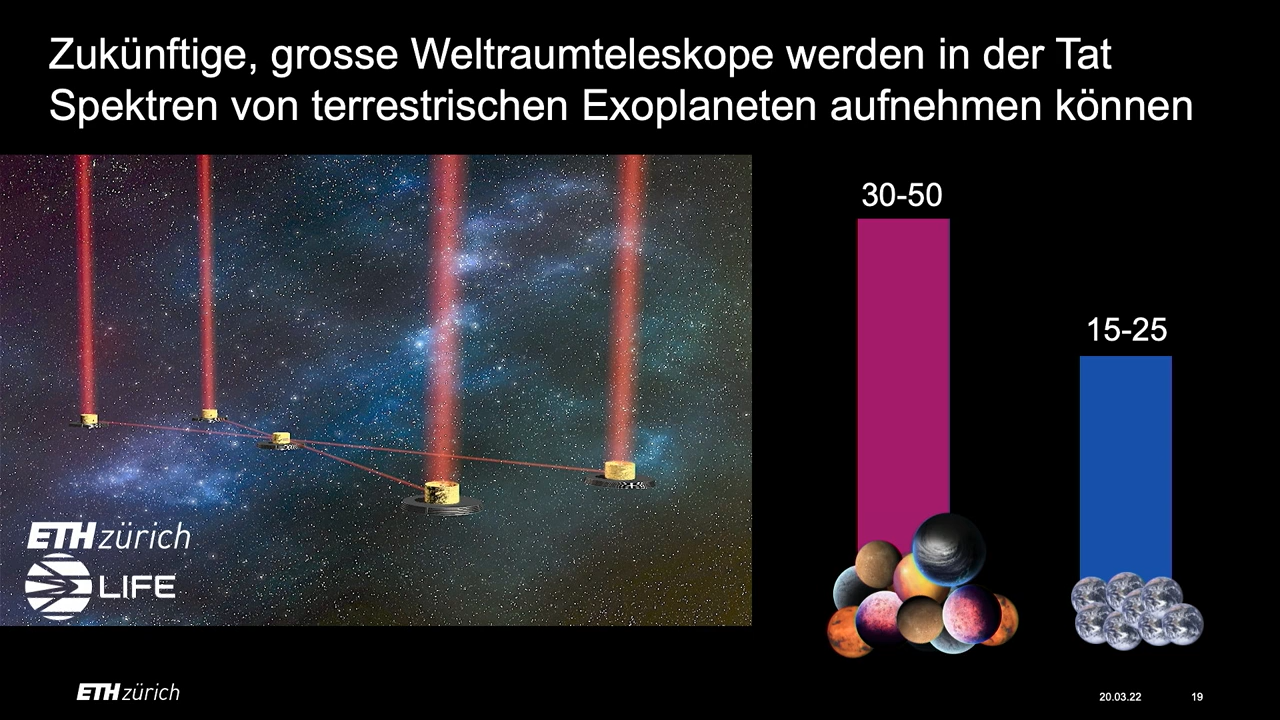 Zukünftige, grosse Weltraumteleskope werden in der Tat
Spektren von terrestrischen Exoplaneten aufnehmen können
30-50
15-25
ETH zürich
LIFE
ETH zürich
20.03.22
19